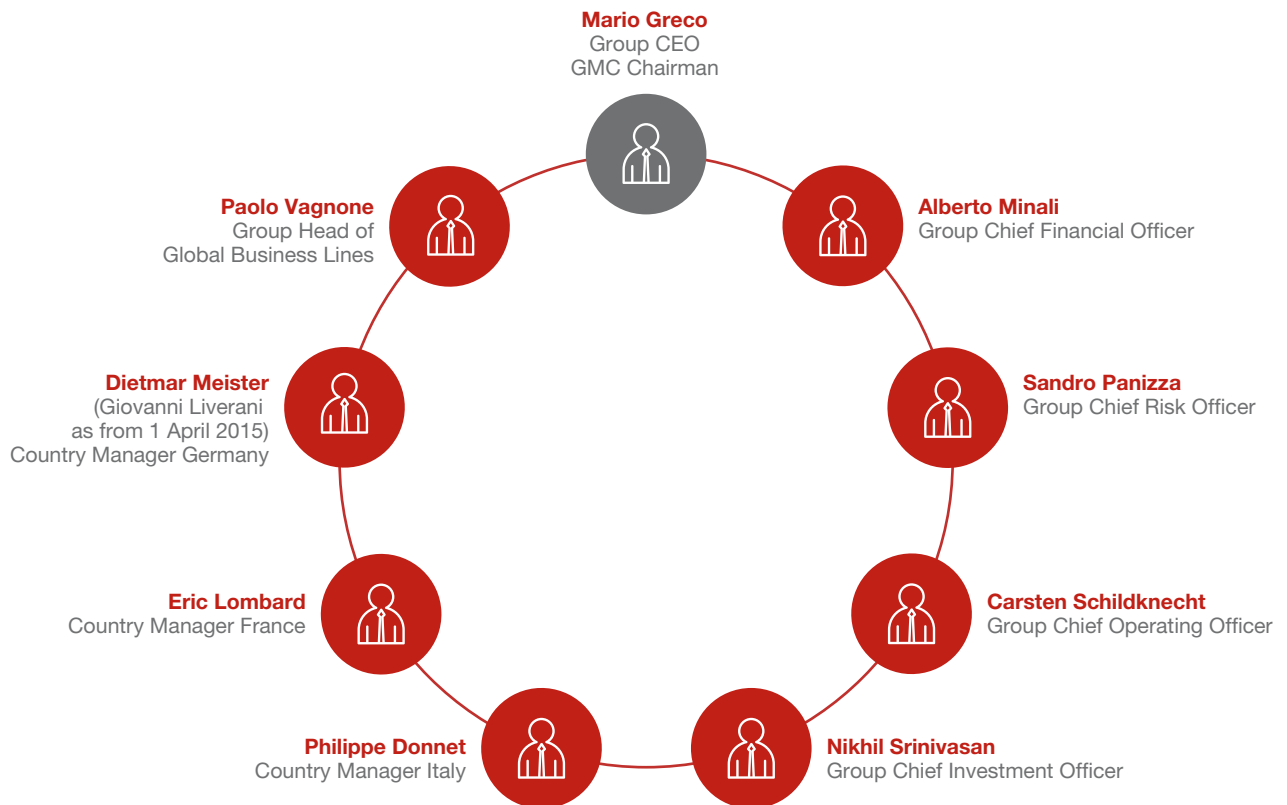 Mario Greco
Group CEO
GMC Chairman
Alberto Minali
Group Chief Financial Officer
Sandro Panizza
Group Chief Risk Officer
Carsten Schildknecht
Group Chief Operating Officer
Nikhil Srinivasan
Group Chief Investment Officer
Philippe Donnet
Country Manager Italy
Eric Lombard
Country Manager France
Dietmar Meister
(Giovanni Liverani
as from 1 April 2015)
Country Manager Germany
Paolo Vagnone
Group Head of
Global Business Lines